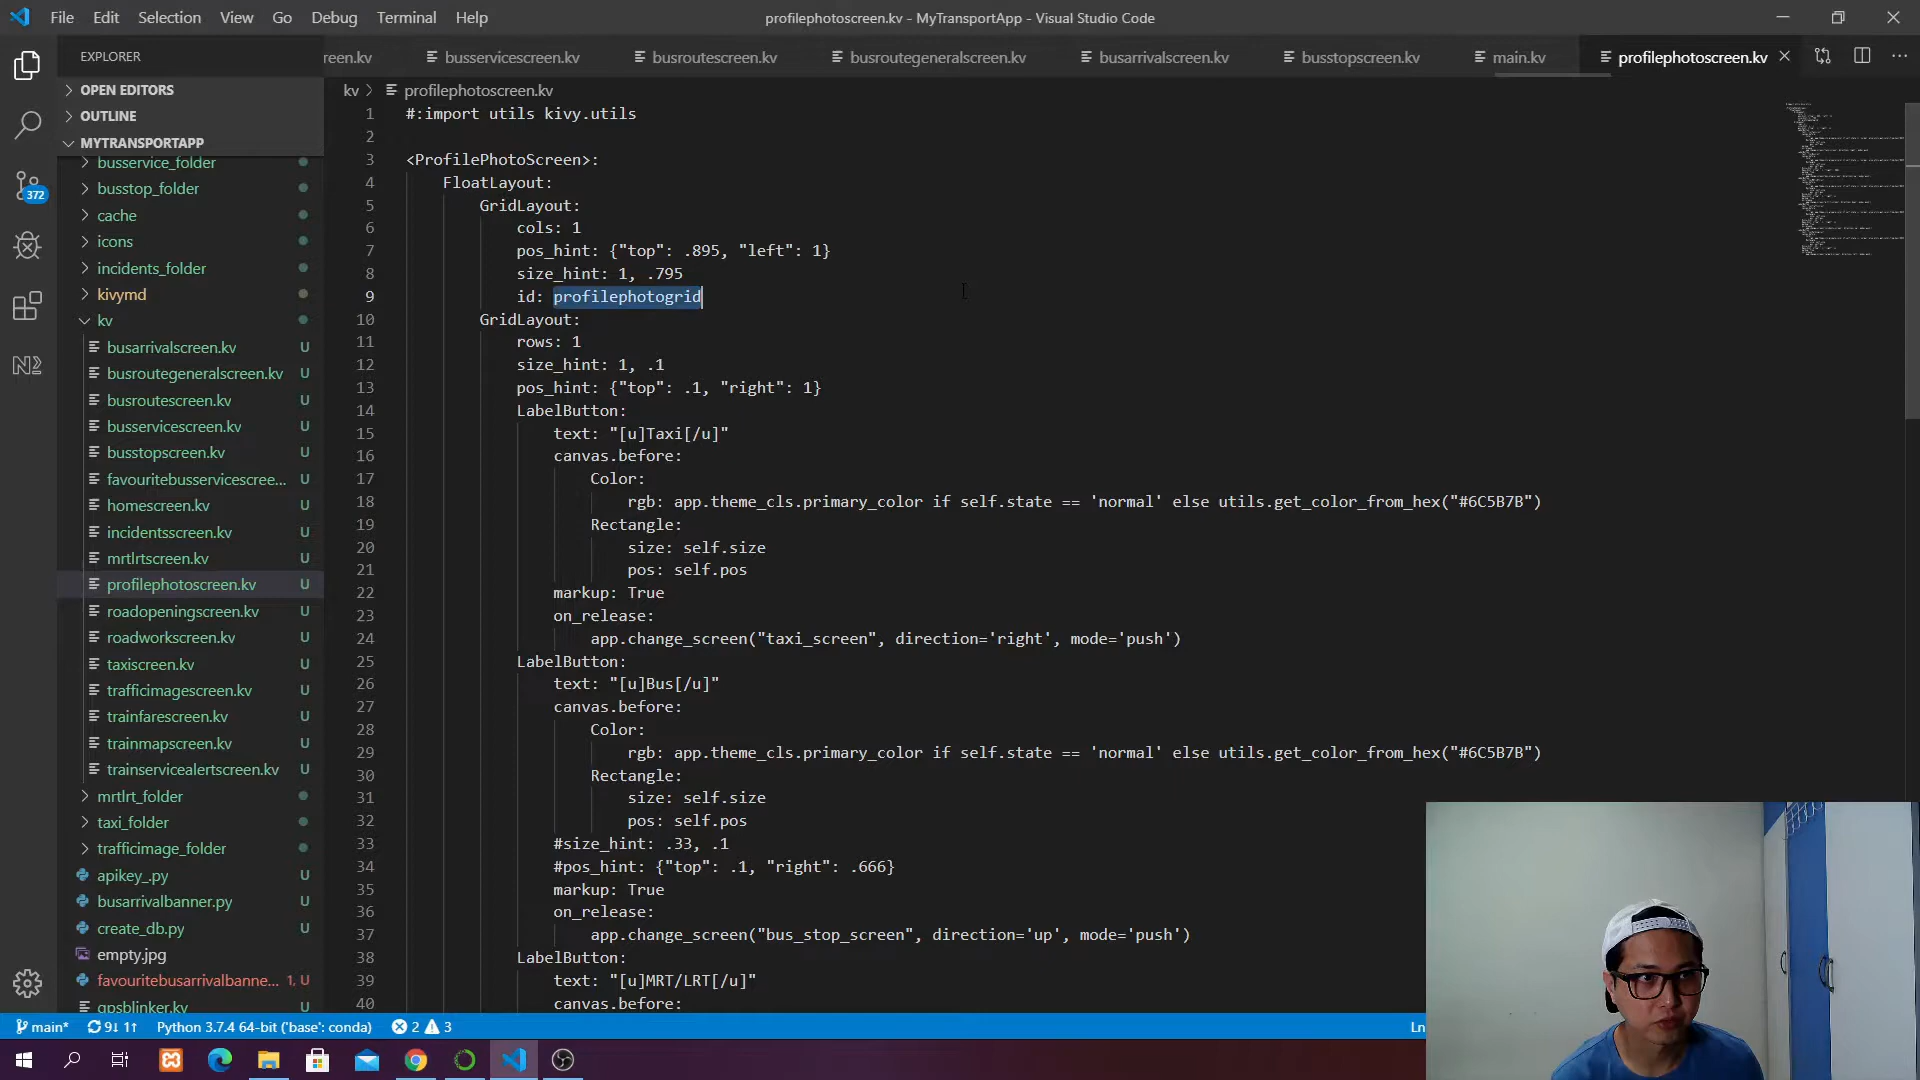 File Edit Selection View Go Debug Terminal Help
profilephotoscreen.kv - MyTransportApp - Visual Studio Code
EXPLORER
reen.kv busservicescreen.kv busroutescreen.kv busroutegeneralscreen.kv busarrivalscreen.kv busstopscreen.kv main.kv profilephotoscreen.kv
OPEN EDITORS
OUTLINE
MYTRANSPORTAPP
busservice_folder
busstop_folder
cache
icons
incidents_folder
kivymd
kv
busarrivalscreen.kv U
busroutegeneralscreen.kv U
busroutescreen.kv U
busservicescreen.kv U
busstopscreen.kv U
favouritebusservicescree... U
homescreen.kv U
incidentsscreen.kv U
mrtlrtscreen.kv U
profilephotoscreen.kv U
roadopeningscreen.kv U
roadworkscreen.kv U
taxiscreen.kv U
trafficimagescreen.kv U
trainfarescreen.kv U
trainmapscreen.kv U
trainservicealertscreen.kv U
mrtlrt_folder
taxi_folder
trafficimage_folder
apikey_.py U
busarrivalbanner.py U
create_db.py U
empty.jpg
favouritebusarrivalbanne... 1, U
gpsblinker.kv U
372
kv > profilephotoscreen.kv
1 #:import utils kivy.utils
2
3 <ProfilePhotoScreen>:
4 FloatLayout:
5 GridLayout:
6 cols: 1
7 pos_hint: {"top": .895, "left": 1}
8 size_hint: 1, .795
9 id: profilephotogrid
10 GridLayout:
11 rows: 1
12 size_hint: 1, .1
13 pos_hint: {"top": .1, "right": 1}
14 LabelButton:
15 text: "[u]Taxi[/u]"
16 canvas.before:
17 Color:
18 rgb: app.theme_cls.primary_color if self.state == 'normal' else utils.get_color_from_hex("#6C5B7B")
19 Rectangle:
20 size: self.size
21 pos: self.pos
22 markup: True
23 on_release:
24 app.change_screen("taxi_screen", direction='right', mode='push')
25 LabelButton:
26 text: "[u]Bus[/u]"
27 canvas.before:
28 Color:
29 rgb: app.theme_cls.primary_color if self.state == 'normal' else utils.get_color_from_hex("#6C5B7B")
30 Rectangle:
31 size: self.size
32 pos: self.pos
33 #size_hint: .33, .1
34 #pos_hint: {"top": .1, "right": .666}
35 markup: True
36 on_release:
37 app.change_screen("bus_stop_screen", direction='up', mode='push')
38 LabelButton:
39 text: "[u]MRT/LRT[/u]"
40 canvas.before:
main* 9↓ 1↑ Python 3.7.4 64-bit ('base': conda) 2 3
Ln